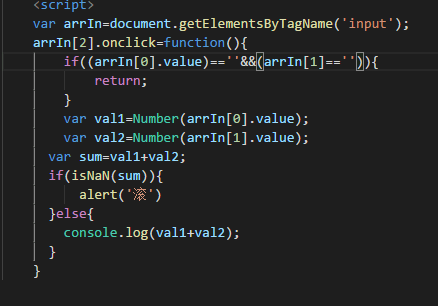 <script>
var arrIn=document.getElementsByTagName('input');
arrIn[2].onclick=function(){
    if((arrIn[0].value)==''&&(arrIn[1]=='')){
        return;
    }
    var val1=Number(arrIn[0].value);
    var val2=Number(arrIn[1].value);
  var sum=val1+val2;
  if(isNaN(sum)){
      alert('滚')
  }else{
    console.log(val1+val2);
  }
}